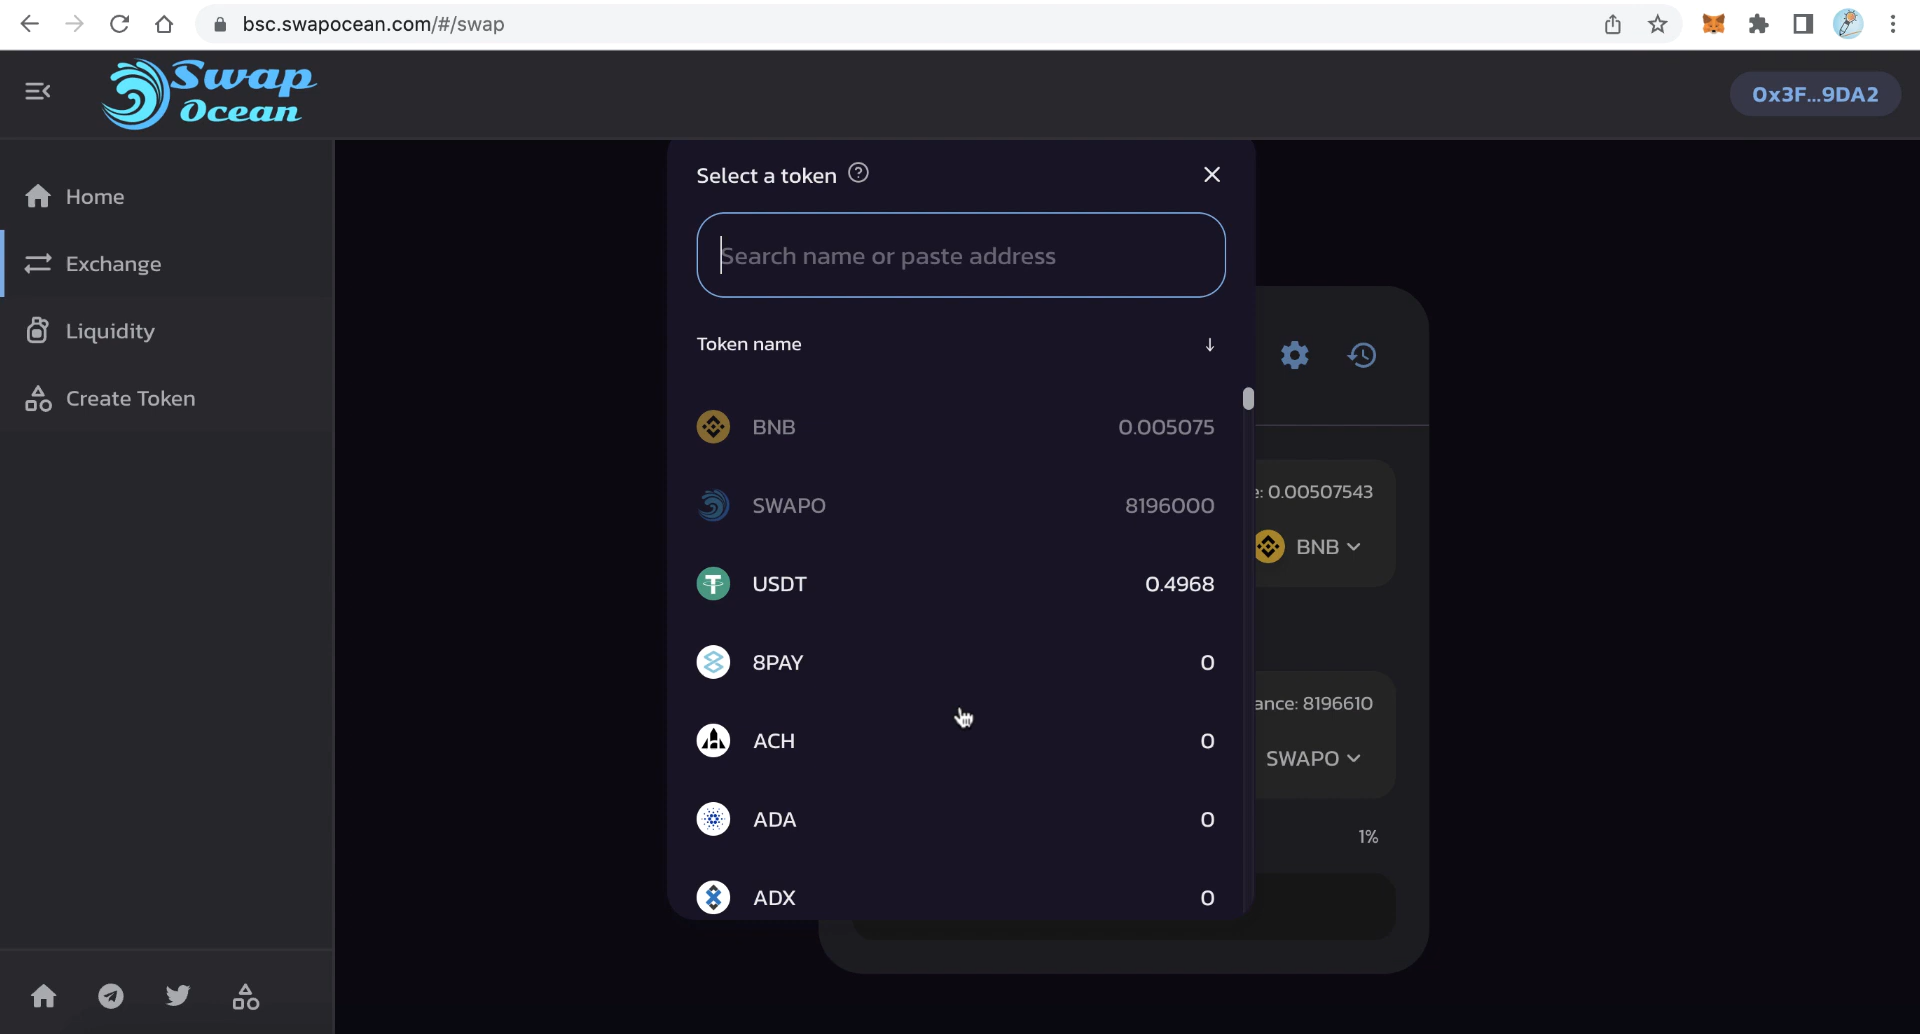 bsc.swapocean.com/#/swap
Swap
Ocean
0x3F...9DA2
Home
Exchange
Liquidity
Create Token
Select a token
Search name or paste address
Token name ↓
BNB 0.005075
SWAPO 8196000
USDT 0.4968
8PAY 0
ACH 0
ADA 0
ADX 0
e: 0.00507543
BNB
ance: 8196610
SWAPO
1%